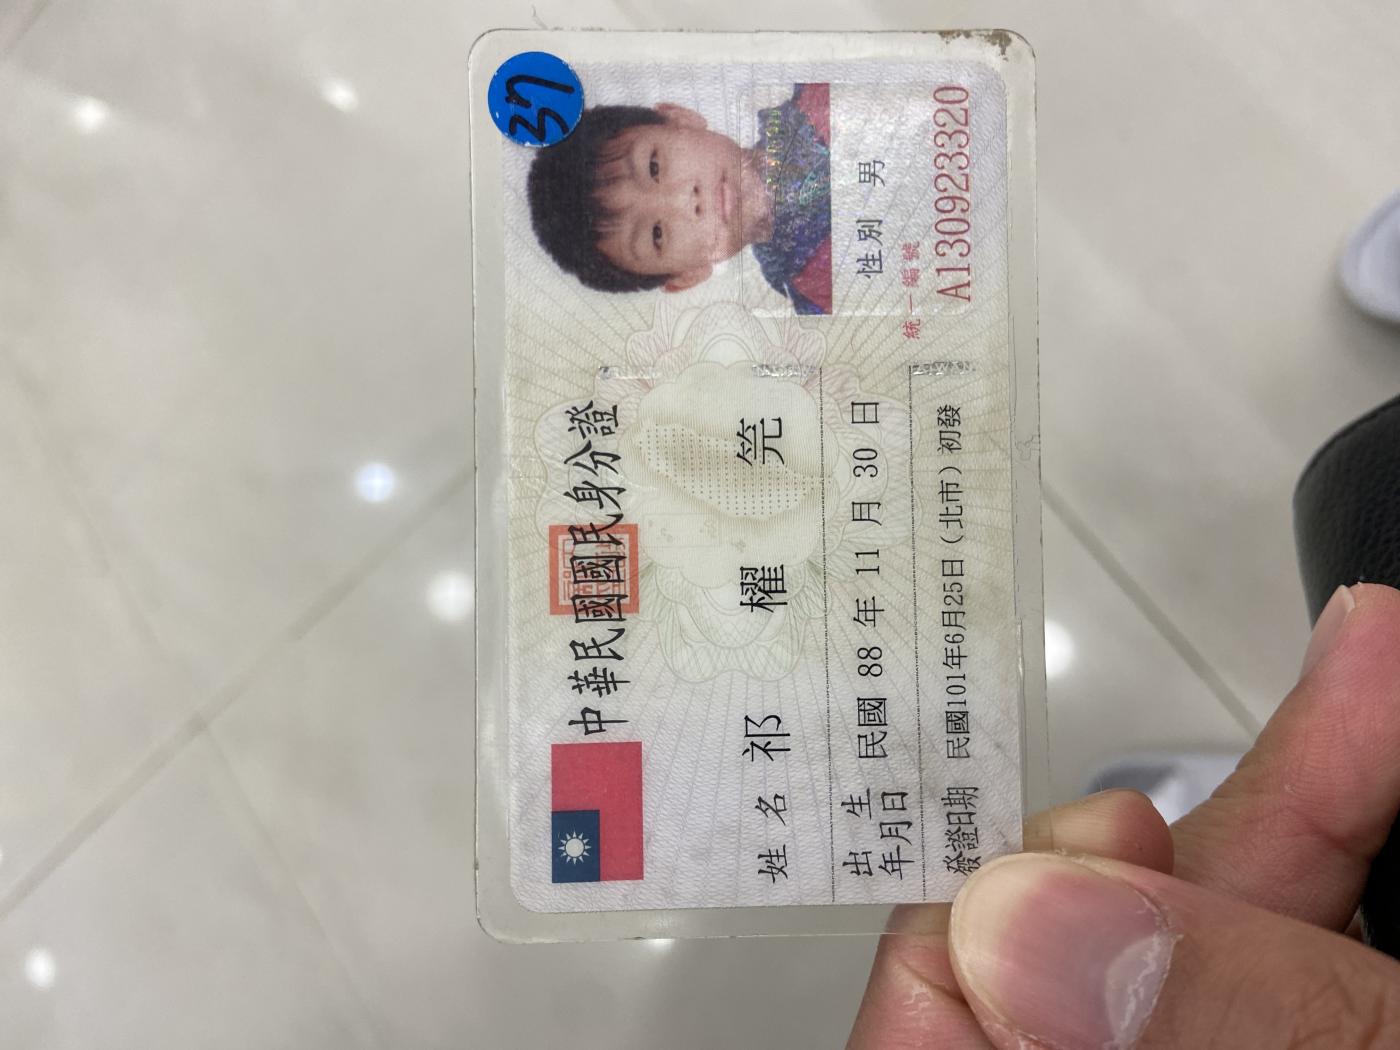 37
中華民國國民身分證
姓名 祁 櫂 笎
出生年月日 民國 88 年 11 月 30 日
性別 男
發證日期 民國101年6月25日(北市)初發
統一編號
A130923320